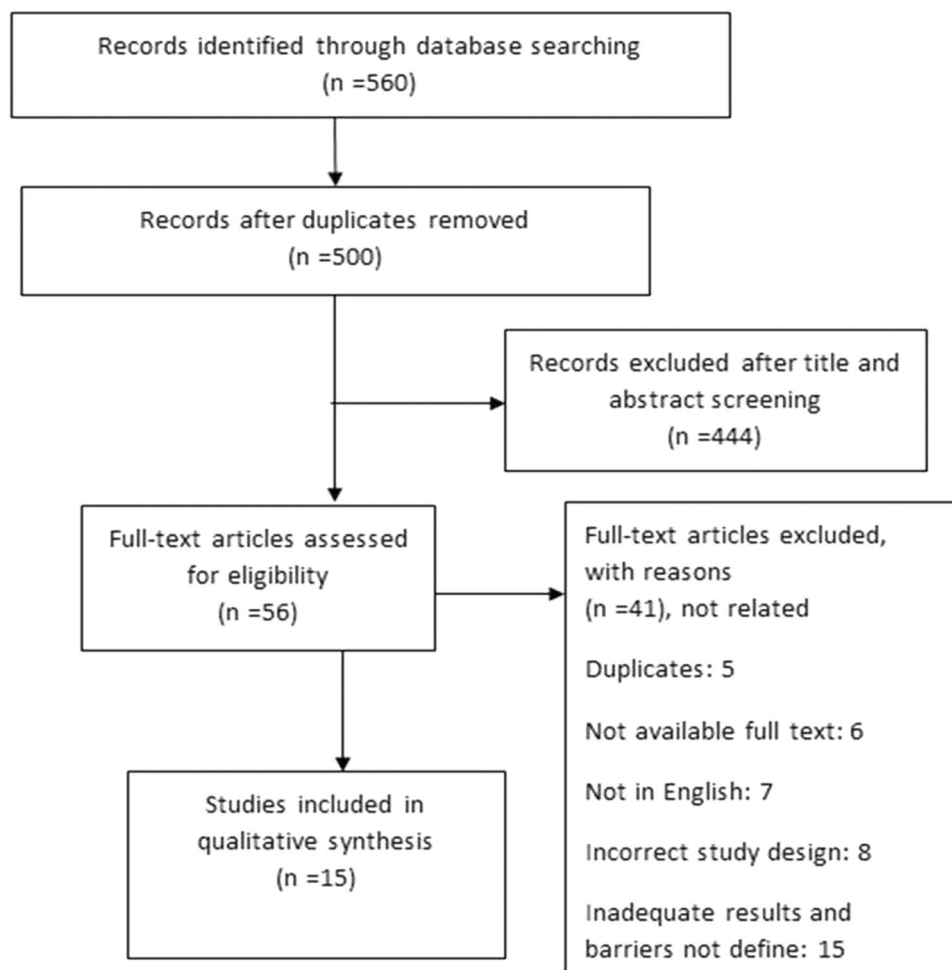 Records identified through database searching
(n =560)
Records after duplicates removed
(n =500)
Records excluded after title and
abstract screening
(n =444)
Full-text articles assessed
for eligibility
(n =56)
Full-text articles excluded,
with reasons
(n =41), not related
Duplicates: 5
Not available full text: 6
Not in English: 7
Incorrect study design: 8
Inadequate results and
barriers not define: 15
Studies included in
qualitative synthesis
(n =15)